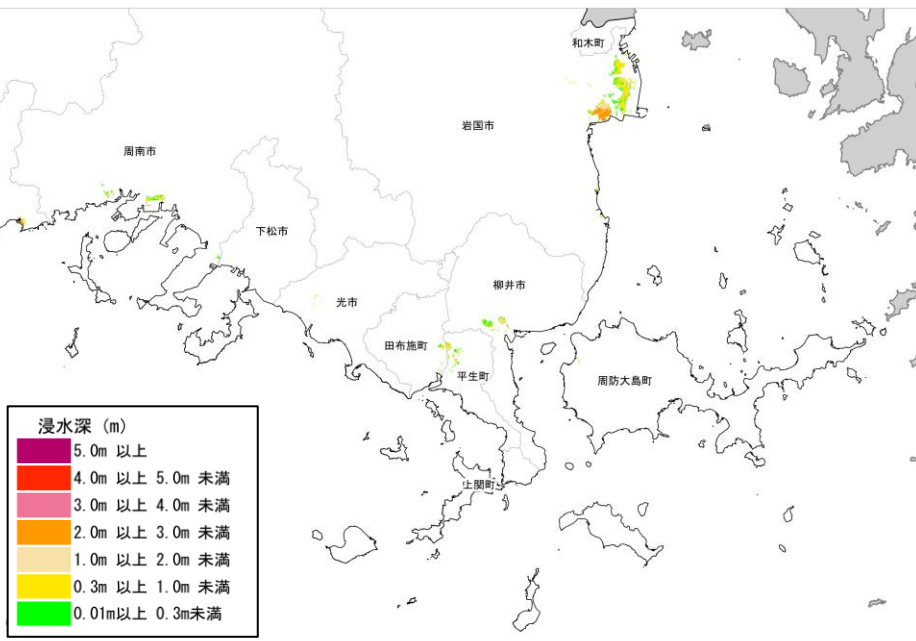 和木町
岩国市
周南市
下松市
柳井市
光市
田布施町
平生町
周防大島町
上関町
浸水深 (m)
5.0m 以上
4.0m 以上 5.0m 未満
3.0m 以上 4.0m 未満
2.0m 以上 3.0m 未満
1.0m 以上 2.0m 未満
0.3m 以上 1.0m 未満
0.01m以上 0.3m未満